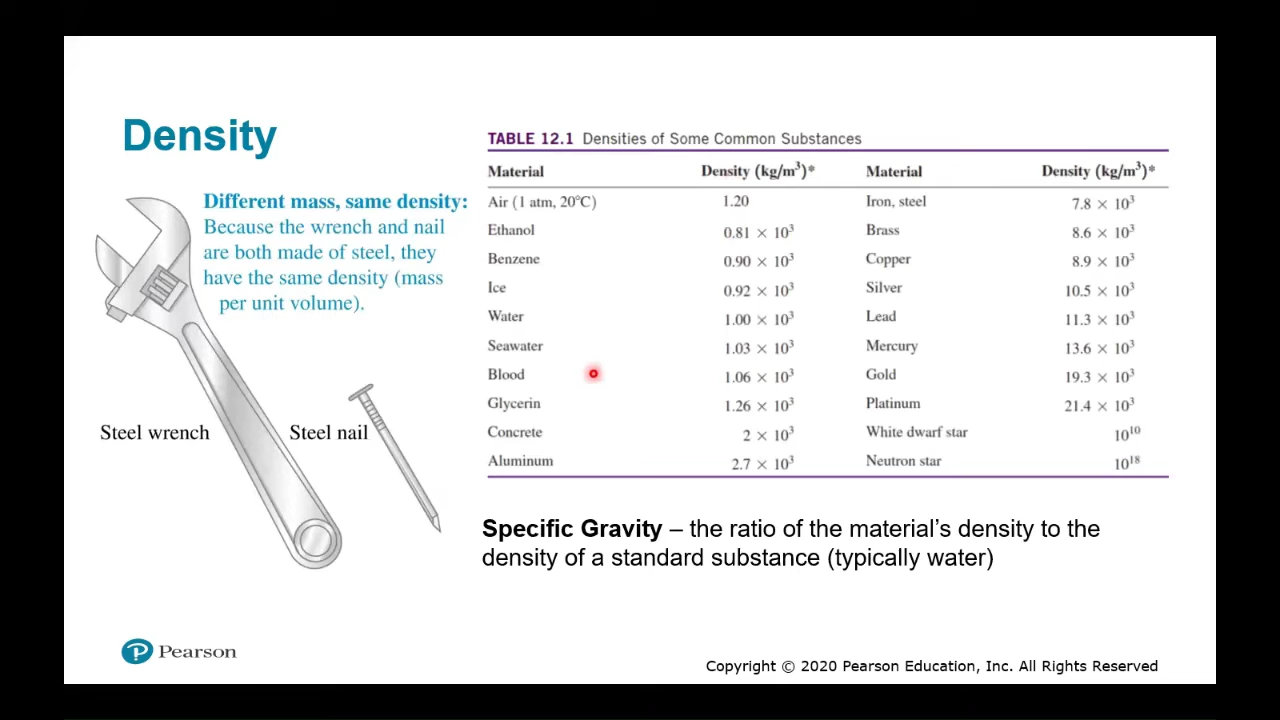 Density
Different mass, same density:
Because the wrench and nail
are both made of steel, they
have the same density (mass
per unit volume).
Steel wrench
Steel nail
TABLE 12.1 Densities of Some Common Substances
Material Density (kg/m³)* Material Density (kg/m³)*
Air (1 atm, 20°C) 1.20 Iron, steel 7.8 × 10³
Ethanol 0.81 × 10³ Brass 8.6 × 10³
Benzene 0.90 × 10³ Copper 8.9 × 10³
Ice 0.92 × 10³ Silver 10.5 × 10³
Water 1.00 × 10³ Lead 11.3 × 10³
Seawater 1.03 × 10³ Mercury 13.6 × 10³
Blood 1.06 × 10³ Gold 19.3 × 10³
Glycerin 1.26 × 10³ Platinum 21.4 × 10³
Concrete 2 × 10³ White dwarf star 10¹⁰
Aluminum 2.7 × 10³ Neutron star 10¹⁸
Specific Gravity – the ratio of the material's density to the
density of a standard substance (typically water)
P Pearson
Copyright © 2020 Pearson Education, Inc. All Rights Reserved